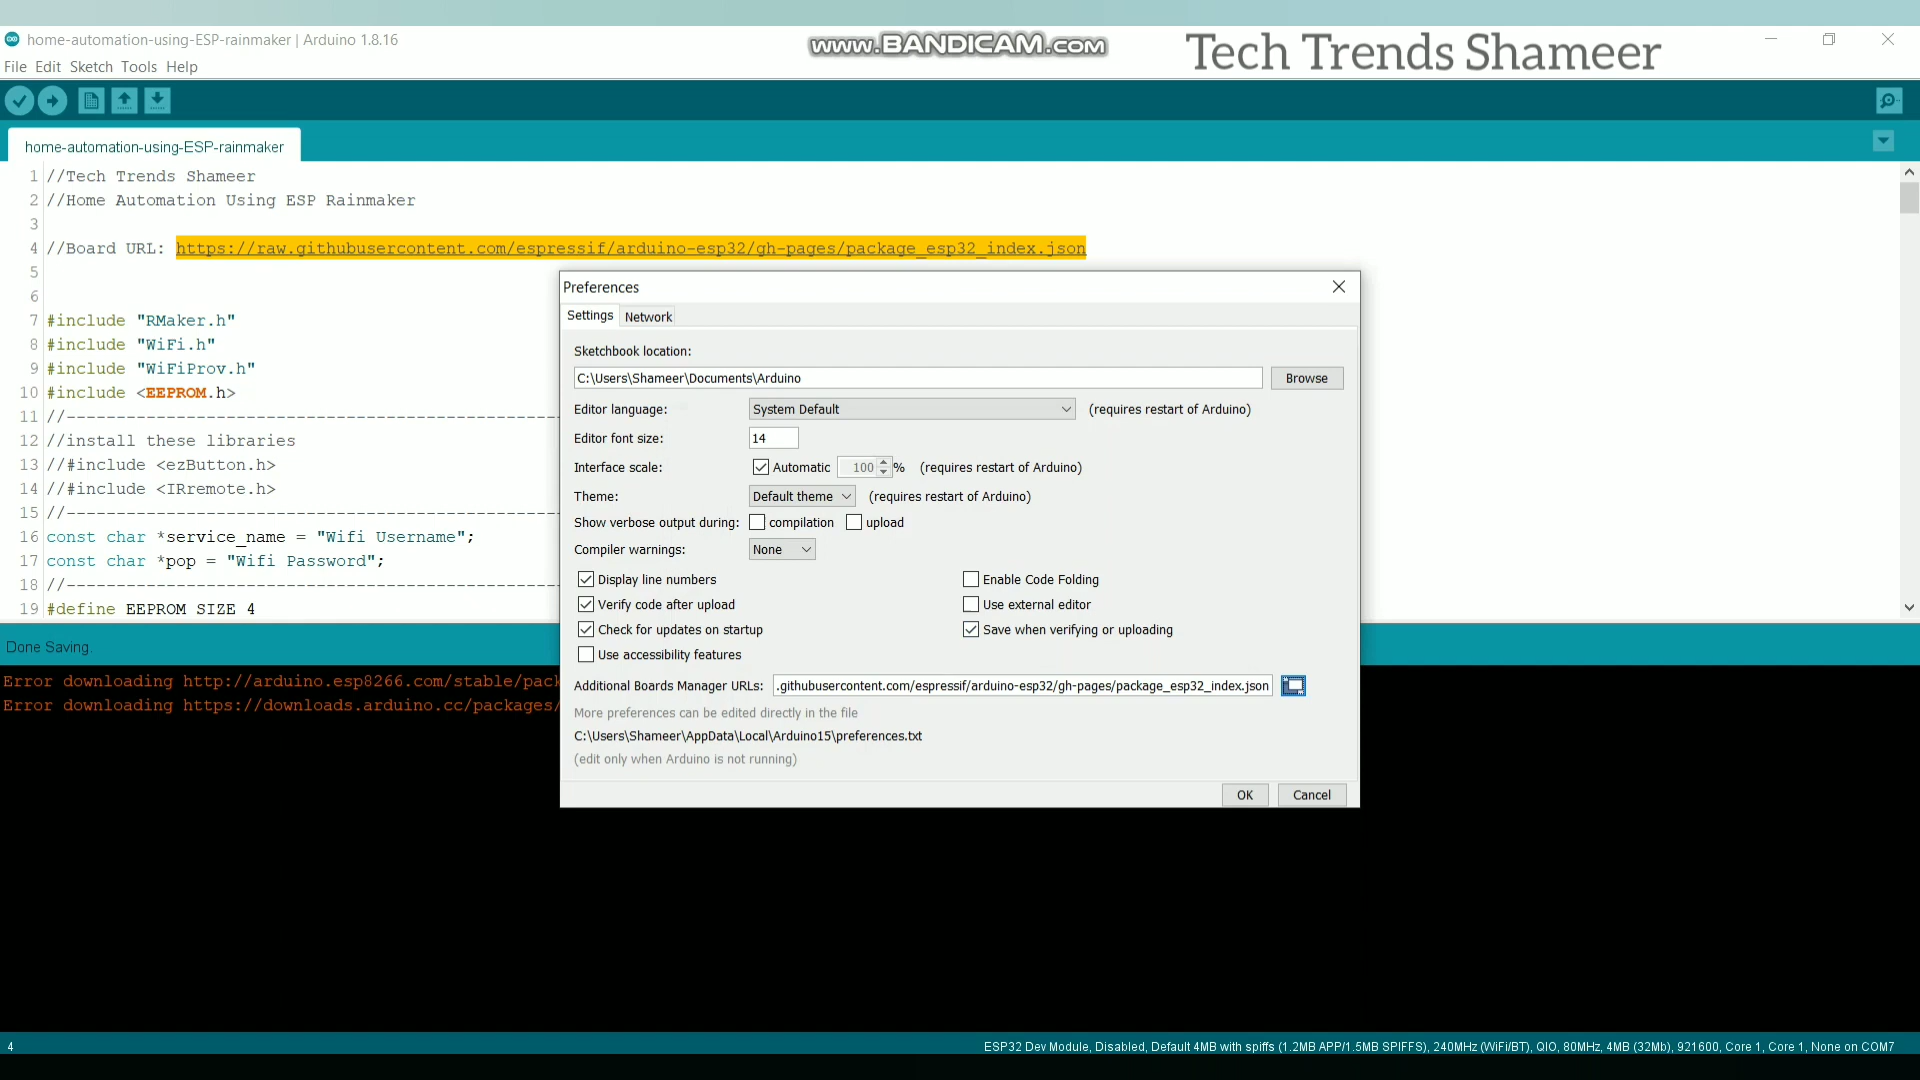 home-automation-using-ESP-rainmaker | Arduino 1.8.16
www.BANDICAM.com
Tech Trends Shameer
File Edit Sketch Tools Help
home-automation-using-ESP-rainmaker
1 //Tech Trends Shameer
2 //Home Automation Using ESP Rainmaker
3
4 //Board URL: https://raw.githubusercontent.com/espressif/arduino-esp32/gh-pages/package_esp32_index.json
5
6
7 #include "RMaker.h"
8 #include "WiFi.h"
9 #include "WiFiProv.h"
10 #include <EEPROM.h>
11 //--------------------------------------------------
12 //install these libraries
13 //#include <ezButton.h>
14 //#include <IRremote.h>
15 //--------------------------------------------------
16 const char *service_name = "Wifi Username";
17 const char *pop = "Wifi Password";
18 //--------------------------------------------------
19 #define EEPROM SIZE 4
Preferences
Settings Network
Sketchbook location:
C:\Users\Shameer\Documents\Arduino Browse
Editor language: System Default (requires restart of Arduino)
Editor font size: 14
Interface scale: Automatic 100 % (requires restart of Arduino)
Theme: Default theme (requires restart of Arduino)
Show verbose output during: compilation upload
Compiler warnings: None
Display line numbers Enable Code Folding
Verify code after upload Use external editor
Check for updates on startup Save when verifying or uploading
Use accessibility features
Additional Boards Manager URLs: .githubusercontent.com/espressif/arduino-esp32/gh-pages/package_esp32_index.json
More preferences can be edited directly in the file
C:\Users\Shameer\AppData\Local\Arduino15\preferences.txt
(edit only when Arduino is not running)
OK Cancel
Done Saving.
Error downloading http://arduino.esp8266.com/stable/pack
Error downloading https://downloads.arduino.cc/packages/
4 ESP32 Dev Module, Disabled, Default 4MB with spiffs (1.2MB APP/1.5MB SPIFFS), 240MHz (WiFi/BT), QIO, 80MHz, 4MB (32Mb), 921600, Core 1, Core 1, None on COM7